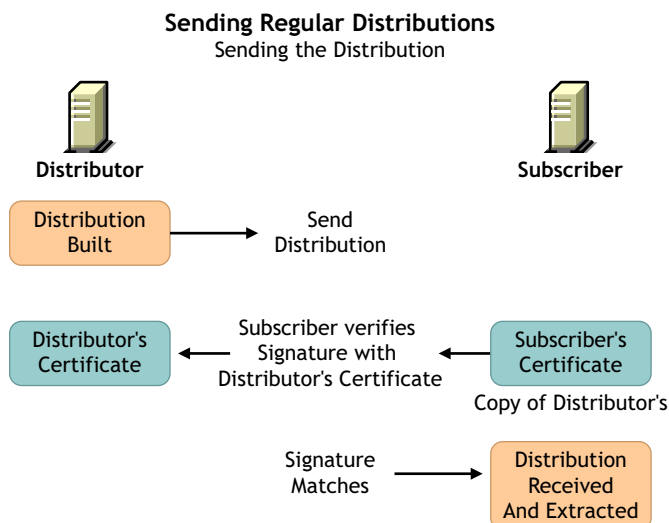 Sending Regular Distributions
Sending the Distribution
Distributor
Subscriber
Distribution
Built
Send
Distribution
Distributor's
Certificate
Subscriber verifies
Signature with
Distributor's Certificate
Subscriber's
Certificate
Copy of Distributor's
Signature
Matches
Distribution
Received
And Extracted